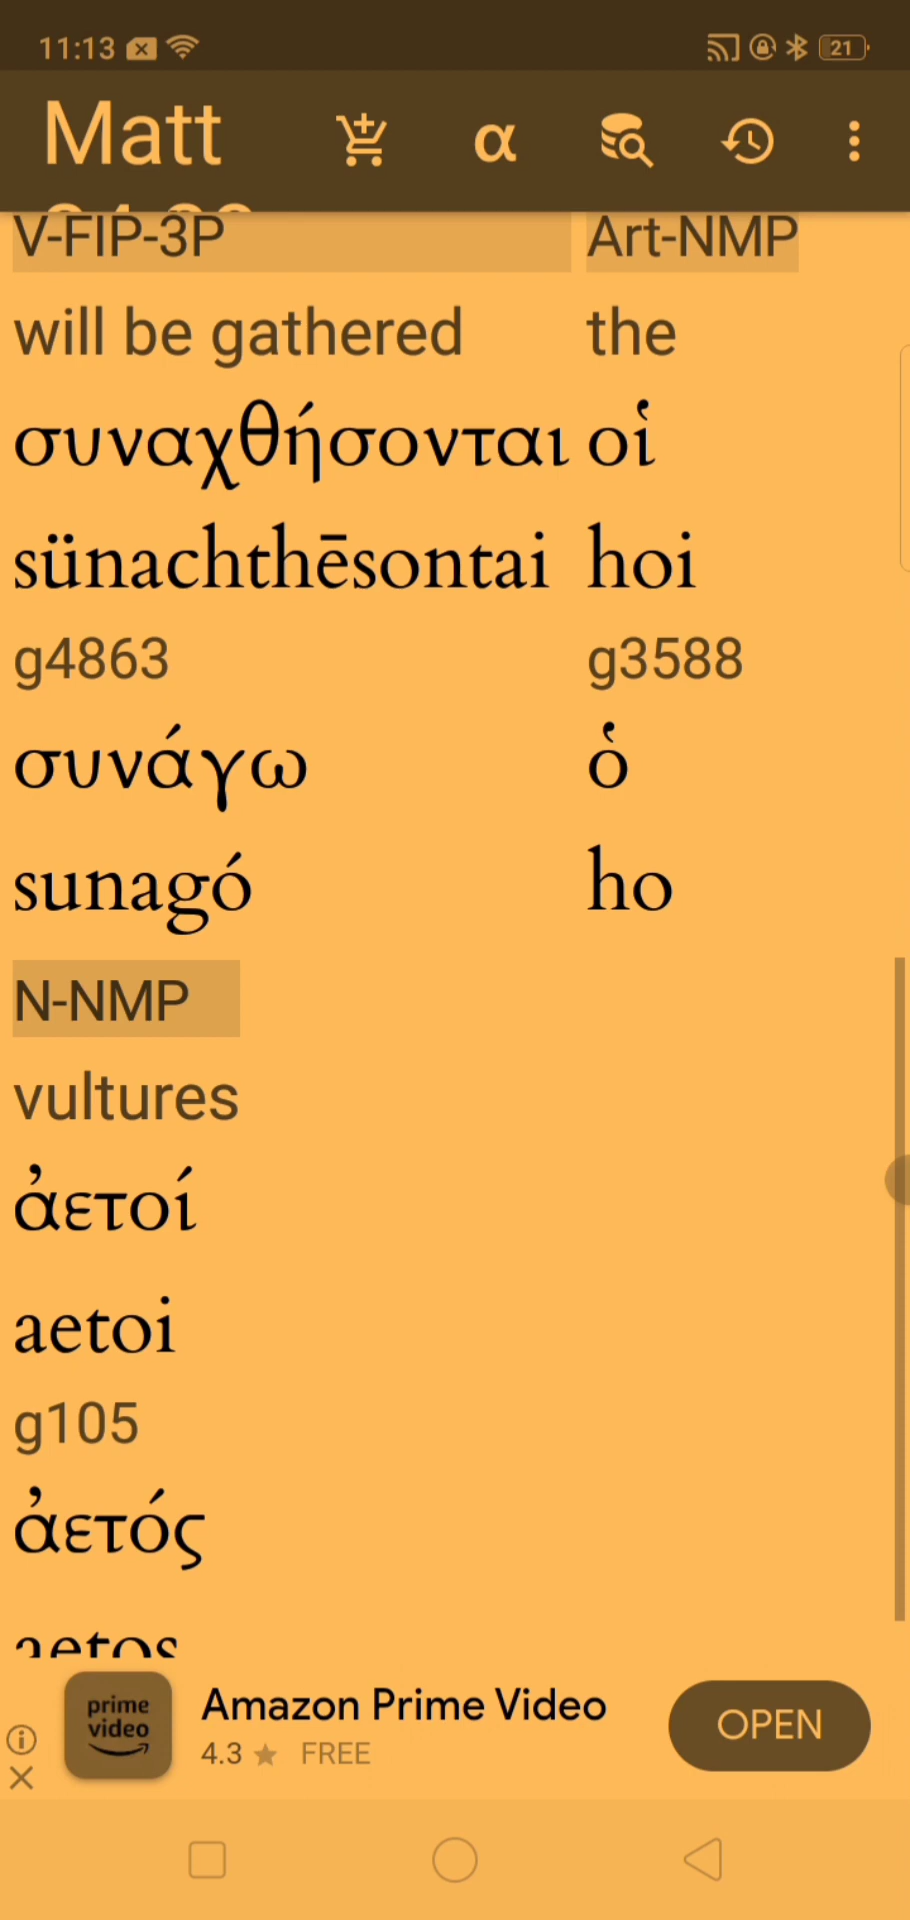 11:13 21
Matt α
V-FIP-3P Art-NMP
will be gathered the
συναχθήσονται οἱ
sünachthēsontai hoi
g4863 g3588
συνάγω ὁ
sunagó ho
N-NMP
vultures
ἀετοί
aetoi
g105
ἀετός
aetos
prime
video
Amazon Prime Video
4.3 ★ FREE
OPEN